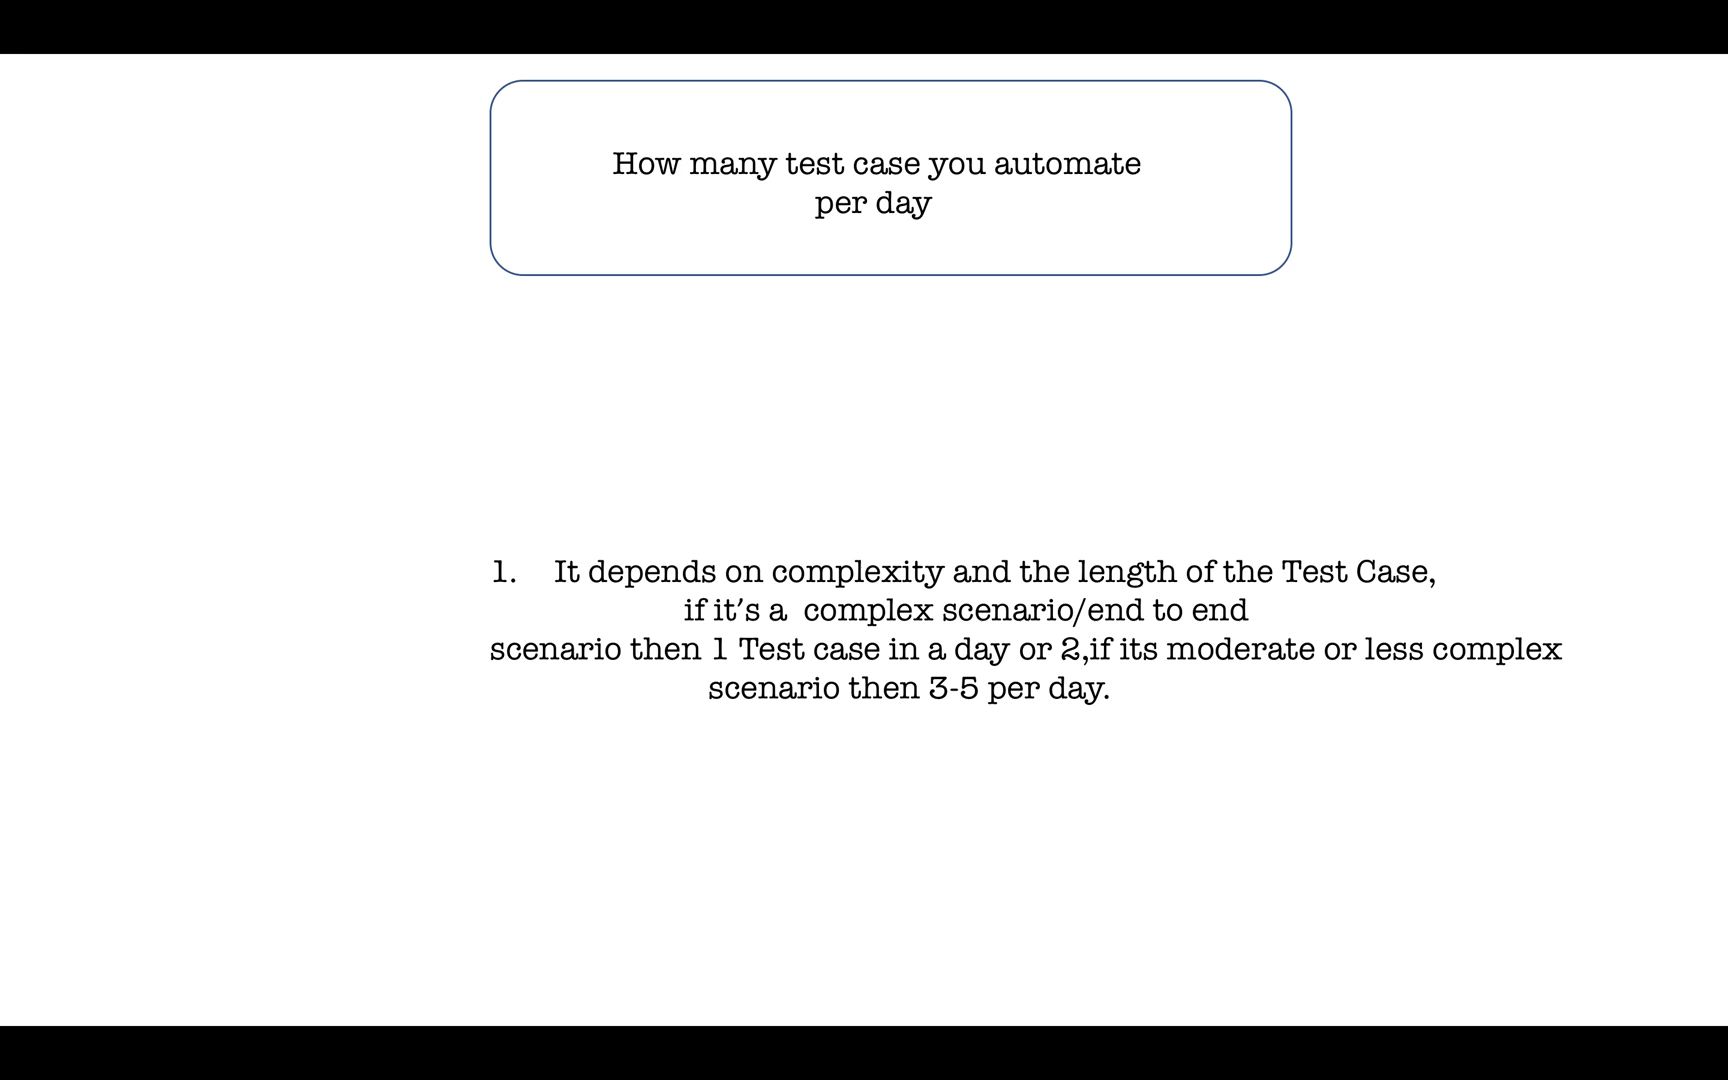 How many test case you automate
per day
1. It depends on complexity and the length of the Test Case,
if it's a complex scenario/end to end
scenario then 1 Test case in a day or 2,if its moderate or less complex
scenario then 3-5 per day.